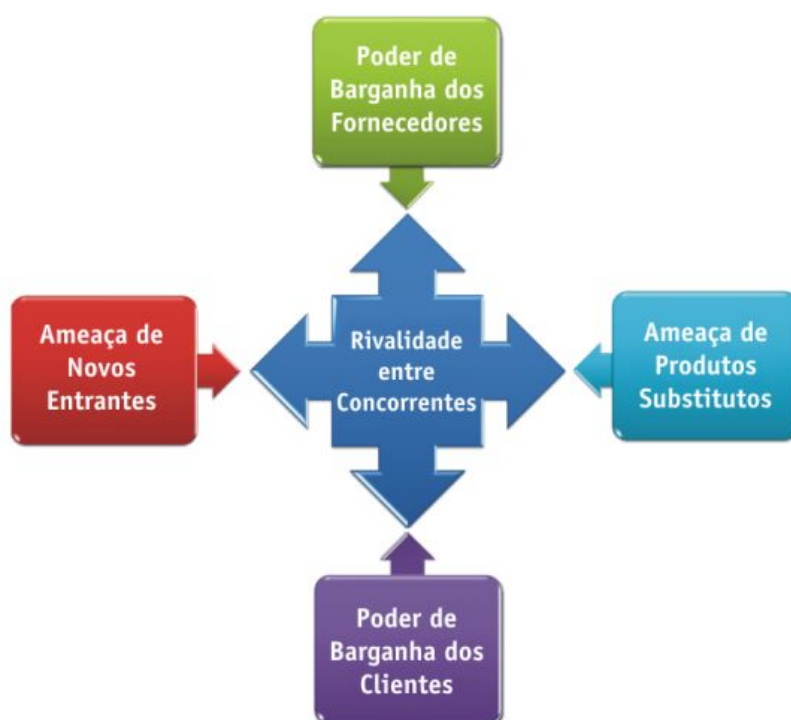 Poder de
Barganha dos
Fornecedores
Ameaça de
Novos
Entrantes
Rivalidade
entre
Concorrentes
Ameaça de
Produtos
Substitutos
Poder de
Barganha dos
Clientes